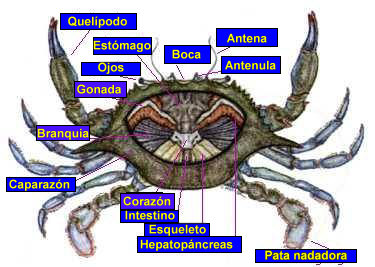 Quelípodo
Antena
Estómago
Boca
Ojos
Antenula
Gonada
Branquia
Caparazón
Corazón
Intestino
Esqueleto
Hepatopáncreas
Pata nadadora